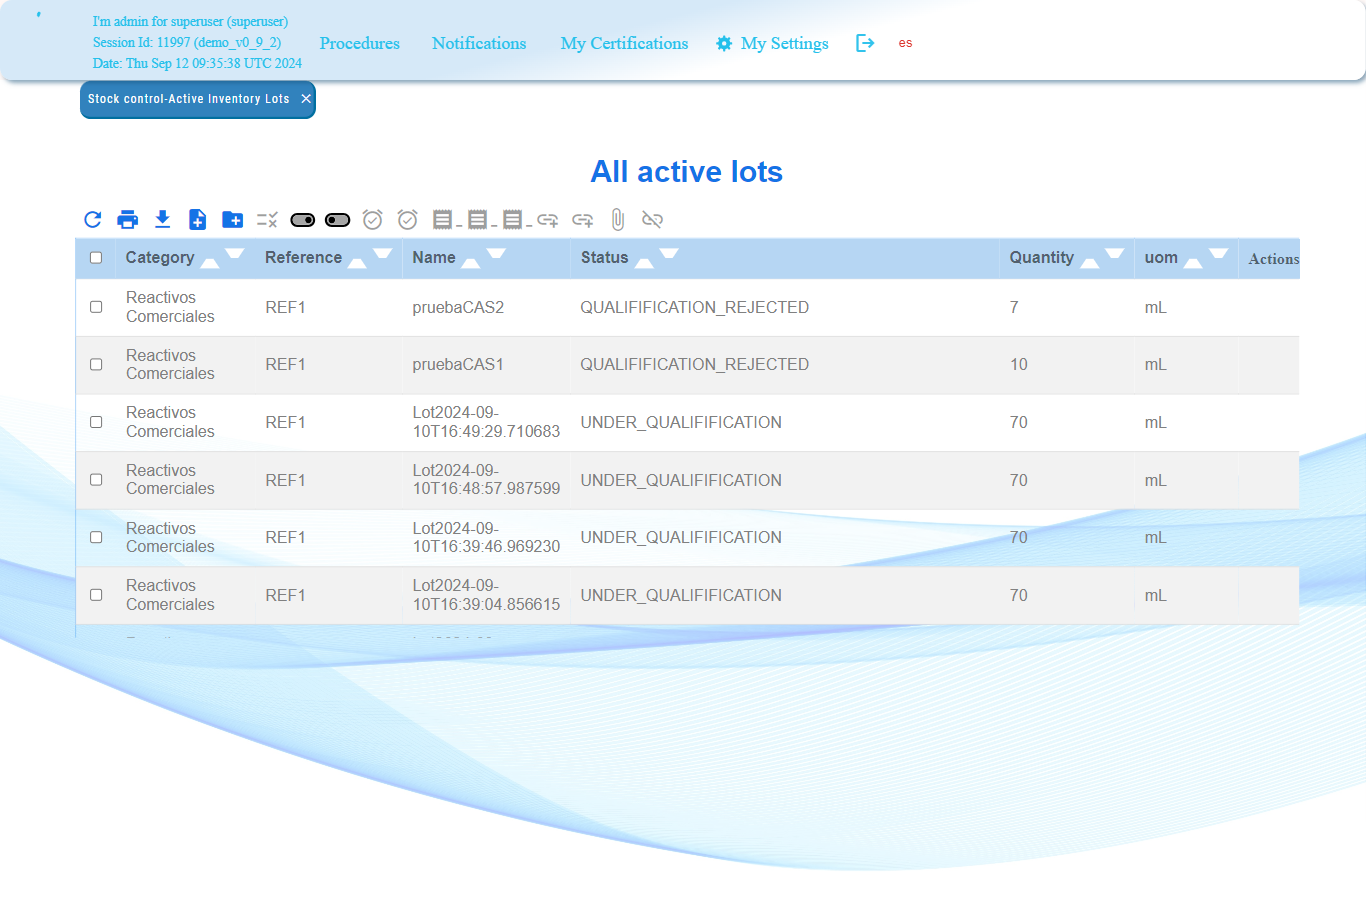 I'm admin for superuser (superuser)
Session Id: 11997 (demo_v0_9_2)
Date: Thu Sep 12 09:35:38 UTC 2024
Procedures
Notifications
My Certifications
My Settings
es
Stock control-Active Inventory Lots
All active lots
Category Reference Name Status Quantity uom Actions
Reactivos
Comerciales
REF1
pruebaCAS2
QUALIFIFICATION_REJECTED
7
mL
Reactivos
Comerciales
REF1
pruebaCAS1
QUALIFIFICATION_REJECTED
10
mL
Reactivos
Comerciales
REF1
Lot2024-09-
10T16:49:29.710683
UNDER_QUALIFIFICATION
70
mL
Reactivos
Comerciales
REF1
Lot2024-09-
10T16:48:57.987599
UNDER_QUALIFIFICATION
70
mL
Reactivos
Comerciales
REF1
Lot2024-09-
10T16:39:46.969230
UNDER_QUALIFIFICATION
70
mL
Reactivos
Comerciales
REF1
Lot2024-09-
10T16:39:04.856615
UNDER_QUALIFIFICATION
70
mL